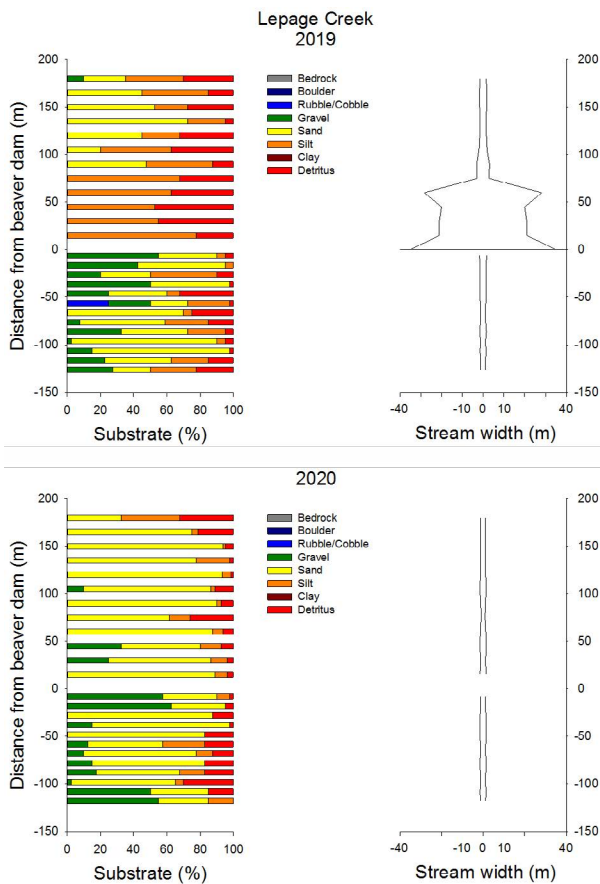 Lepage Creek
2019
200
150
100
50
0
-50
-100
-150
Distance from beaver dam (m)
0 20 40 60 80 100
Substrate (%)
Bedrock
Boulder
Rubble/Cobble
Gravel
Sand
Silt
Clay
Detritus
200
150
100
50
0
-50
-100
-150
-40 -10 0 10 40
Stream width (m)
2020
200
150
100
50
0
-50
-100
-150
Distance from beaver dam (m)
0 20 40 60 80 100
Substrate (%)
Bedrock
Boulder
Rubble/Cobble
Gravel
Sand
Silt
Clay
Detritus
200
150
100
50
0
-50
-100
-150
-40 -10 0 10 40
Stream width (m)